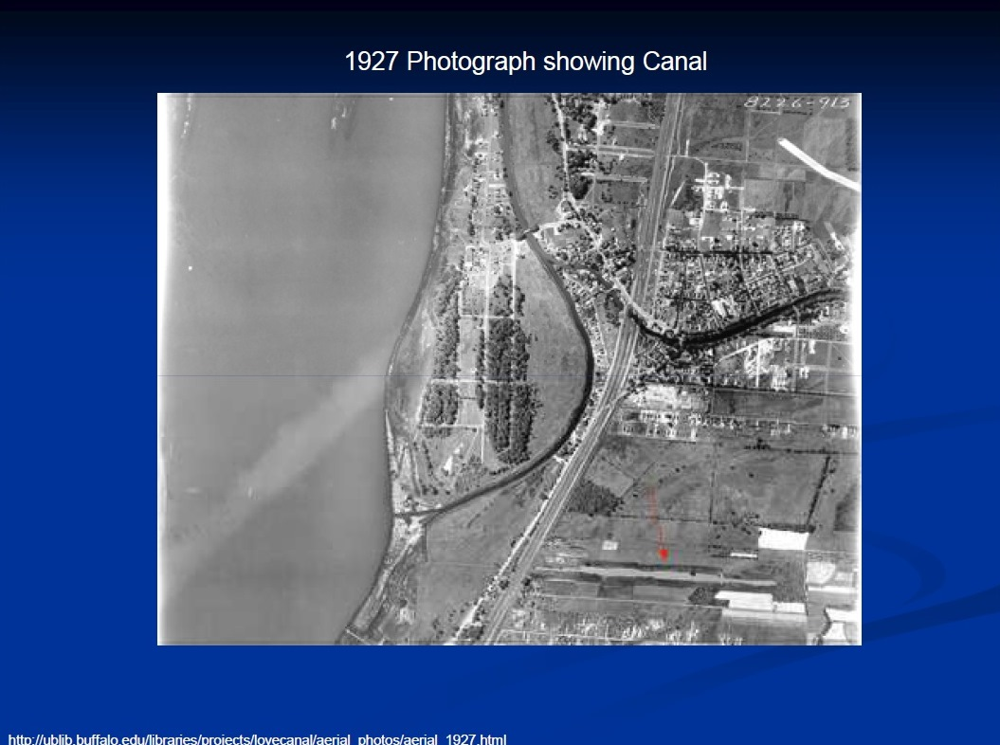 1927 Photograph showing Canal
8226-913
http://ublib.buffalo.edu/libraries/projects/lovecanal/aerial_photos/aerial_1927.html